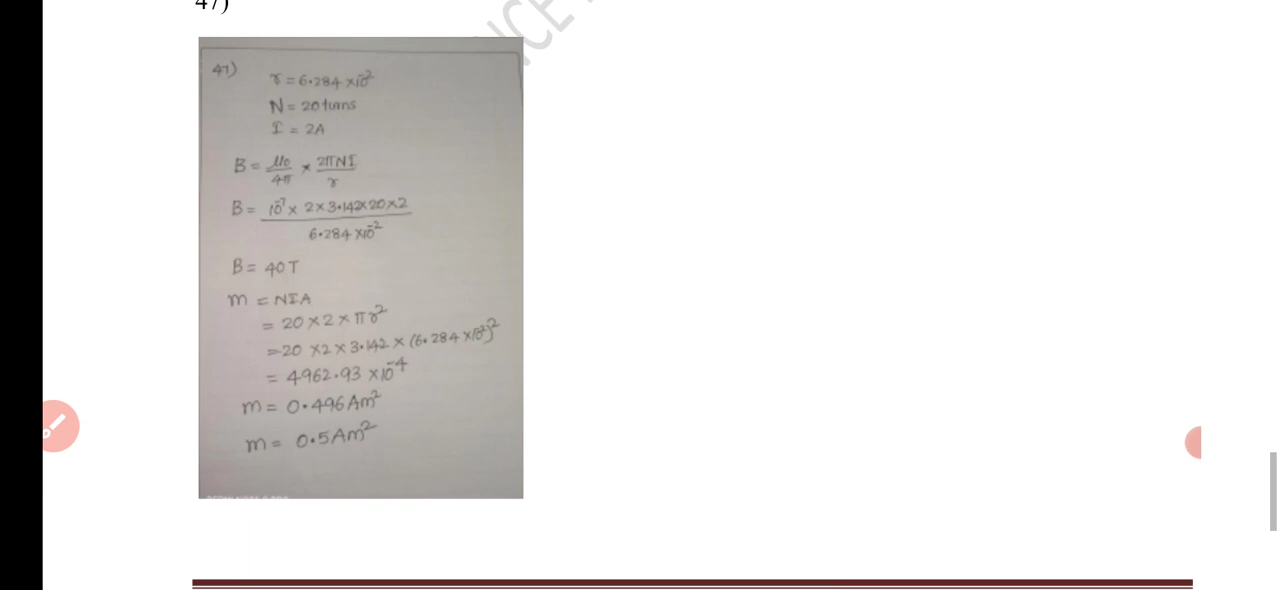 47)
NCE
47)
r = 6.284 × 10⁻²
N = 20 turns
I = 2A
B = μ₀/4π × 2πNI/r
B = 10⁻⁷ × 2 × 3.142 × 20 × 2 / 6.284 × 10⁻²
B = 40T
m = NIA
= 20 × 2 × πr²
= 20 × 2 × 3.142 × (6.284 × 10⁻²)²
= 4962.93 × 10⁻⁴
m = 0.496 Am²
m = 0.5 Am²